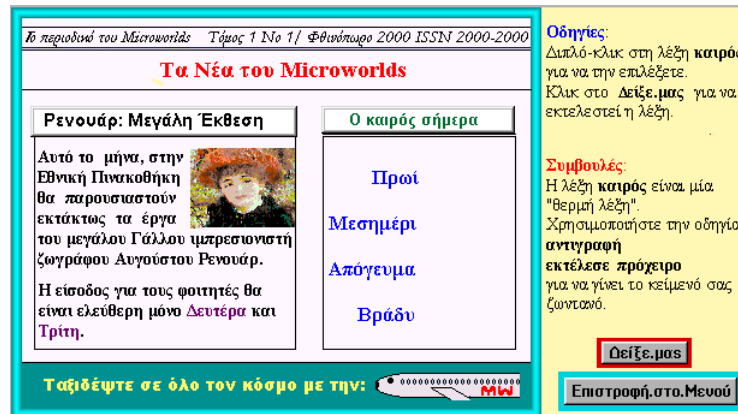 Το περιοδικό του Microworlds Τόμος 1 Νο 1/ Φθινόπωρο 2000 ISSN 2000-2000
Τα Νέα του Microworlds
Ρενουάρ: Μεγάλη Έκθεση
Αυτό το μήνα, στην
Εθνική Πινακοθήκη
θα παρουσιαστούν
εκτάκτως τα έργα
του μεγάλου Γάλλου ιμπρεσιονιστή
ζωγράφου Αυγούστου Ρενουάρ.
Η είσοδος για τους φοιτητές θα
είναι ελεύθερη μόνο Δευτέρα και
Τρίτη.
Ο καιρός σήμερα
Πρωί
Μεσημέρι
Απόγευμα
Βράδυ
Ταξιδέψτε σε όλο τον κόσμο με την:
MW
Οδηγίες:
Διπλό-κλικ στη λέξη καιρός
για να την επιλέξετε.
Κλικ στο Δείξε.μας για να
εκτελεστεί η λέξη.
Συμβουλές:
Η λέξη καιρός είναι μία
"θερμή λέξη".
Χρησιμοποιήστε την οδηγία
αντιγραφή
εκτέλεσε πρόχειρο
για να γίνει το κείμενό σας
ζωντανό.
Δείξε.μας
Επιστροφή.στο.Μενού